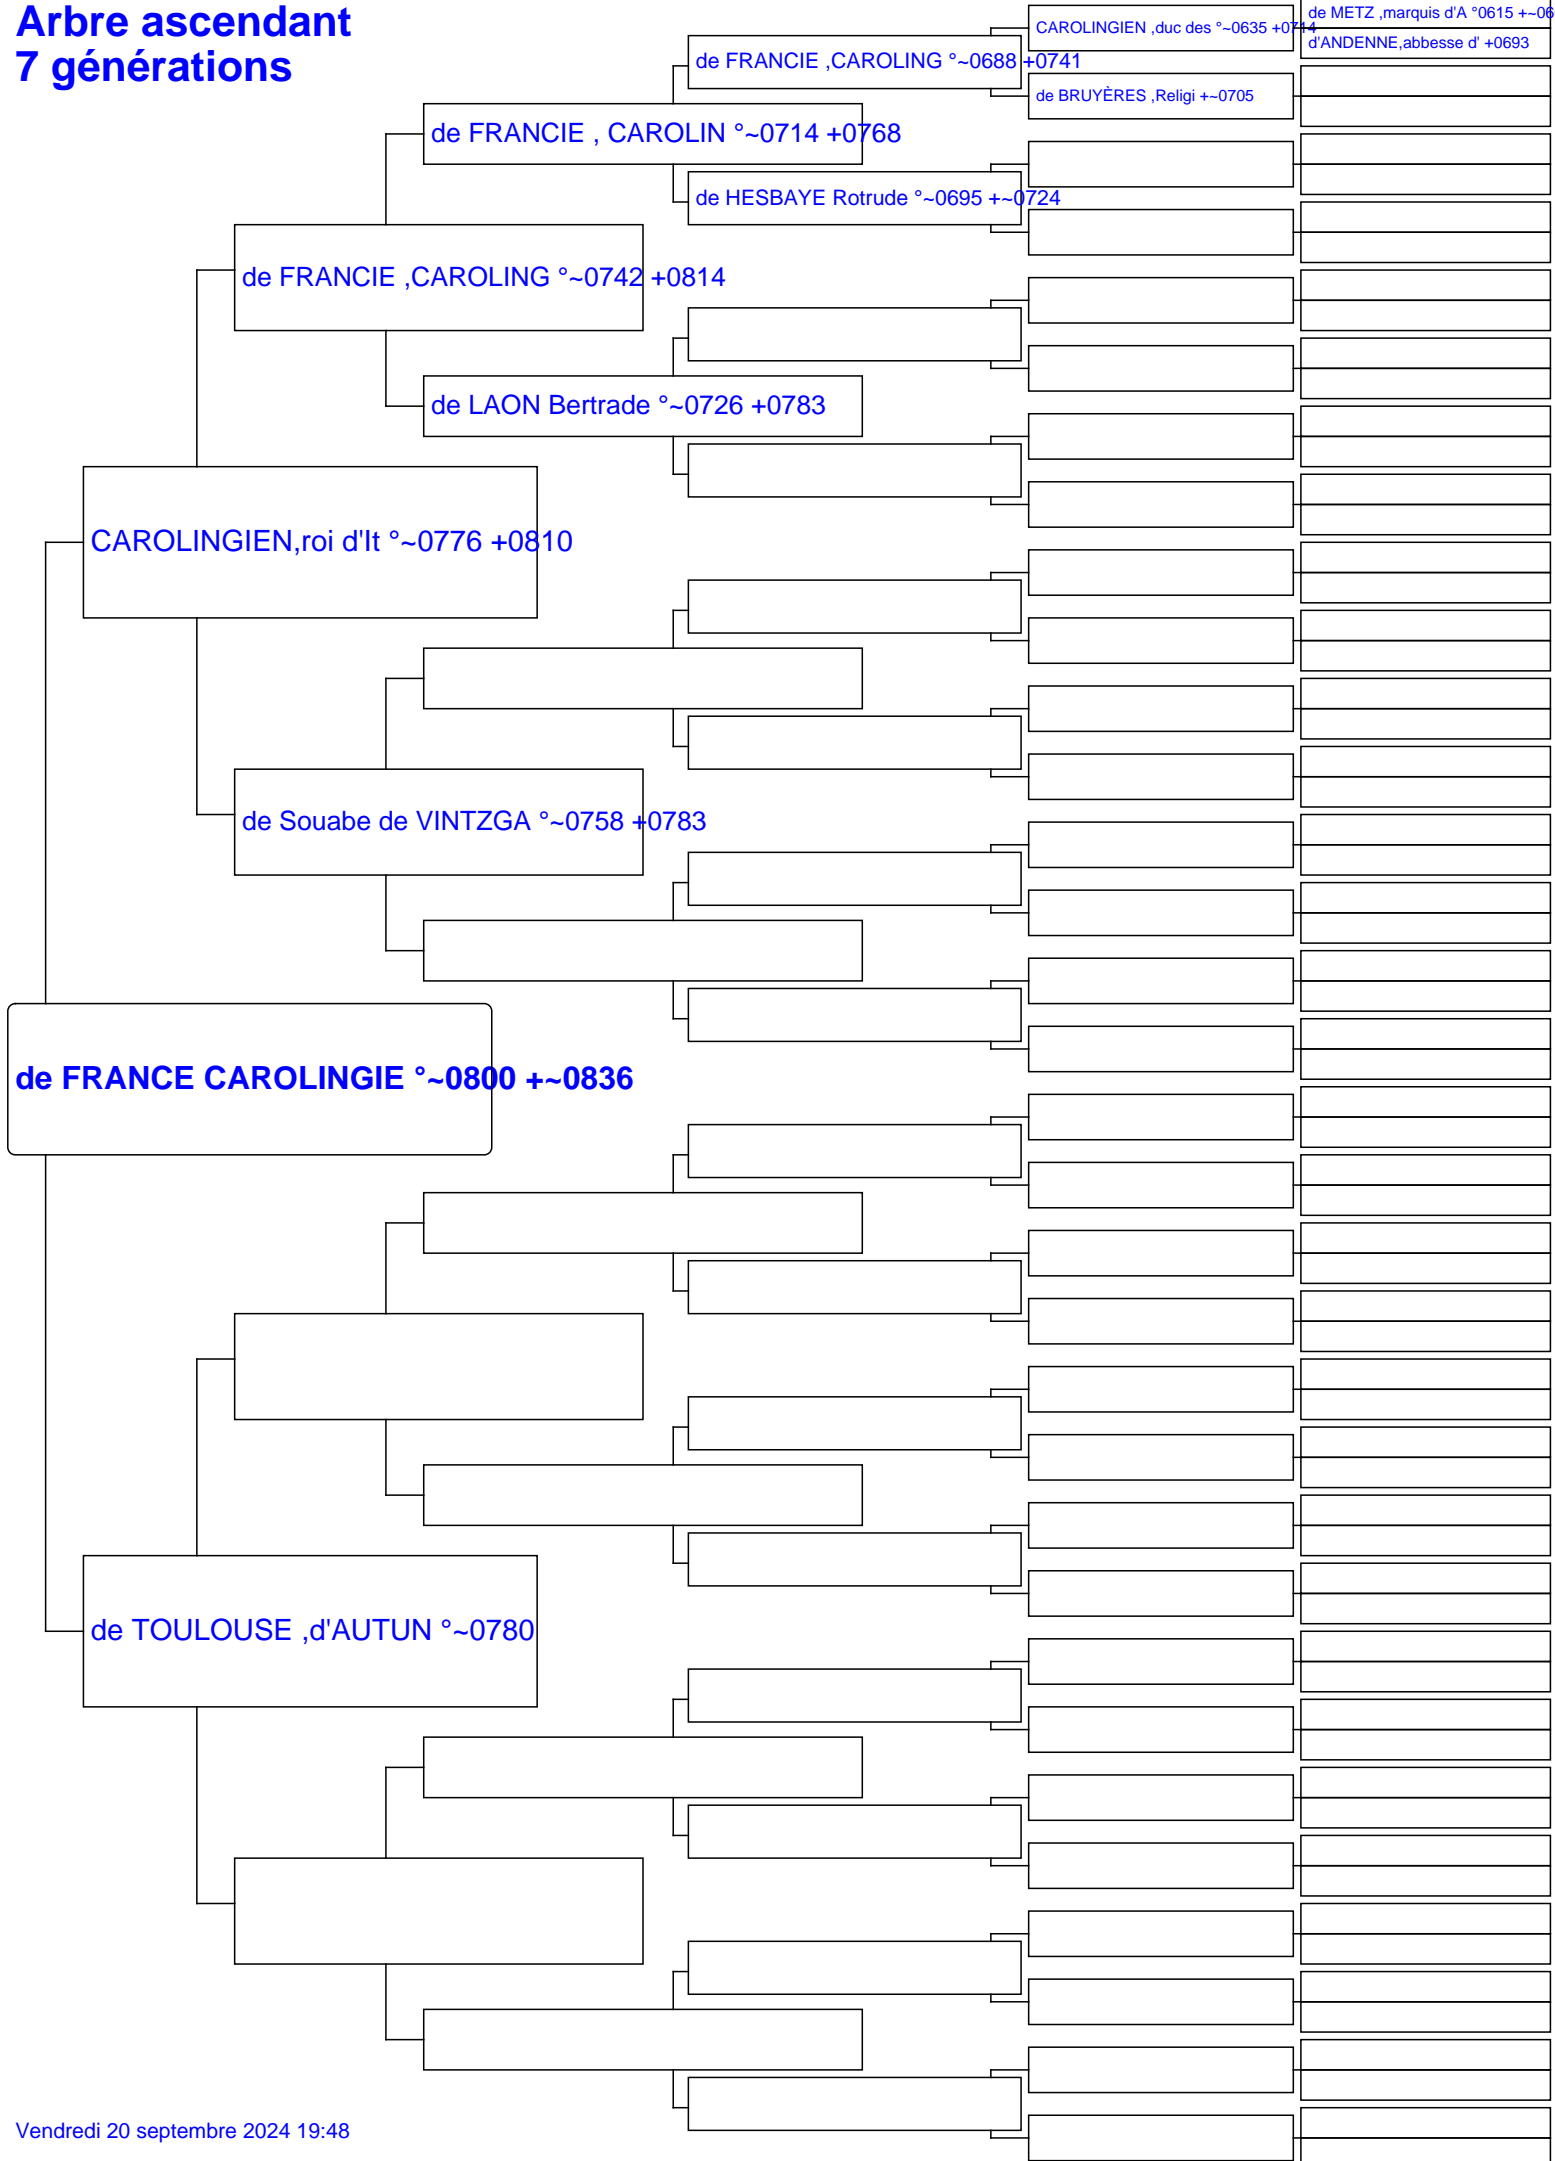 Arbre ascendant
7 générations
de METZ ,marquis d'A °0615 +~06
CAROLINGIEN ,duc des °~0635 +0714
d'ANDENNE,abbesse d' +0693
de FRANCIE ,CAROLING °~0688 +0741
de BRUYÈRES ,Religi +~0705
de FRANCIE , CAROLIN °~0714 +0768
de HESBAYE Rotrude °~0695 +~0724
de FRANCIE ,CAROLING °~0742 +0814
de LAON Bertrade °~0726 +0783
CAROLINGIEN,roi d'It °~0776 +0810
de Souabe de VINTZGA °~0758 +0783
de FRANCE CAROLINGIE °~0800 +~0836
de TOULOUSE ,d'AUTUN °~0780
Vendredi 20 septembre 2024 19:48